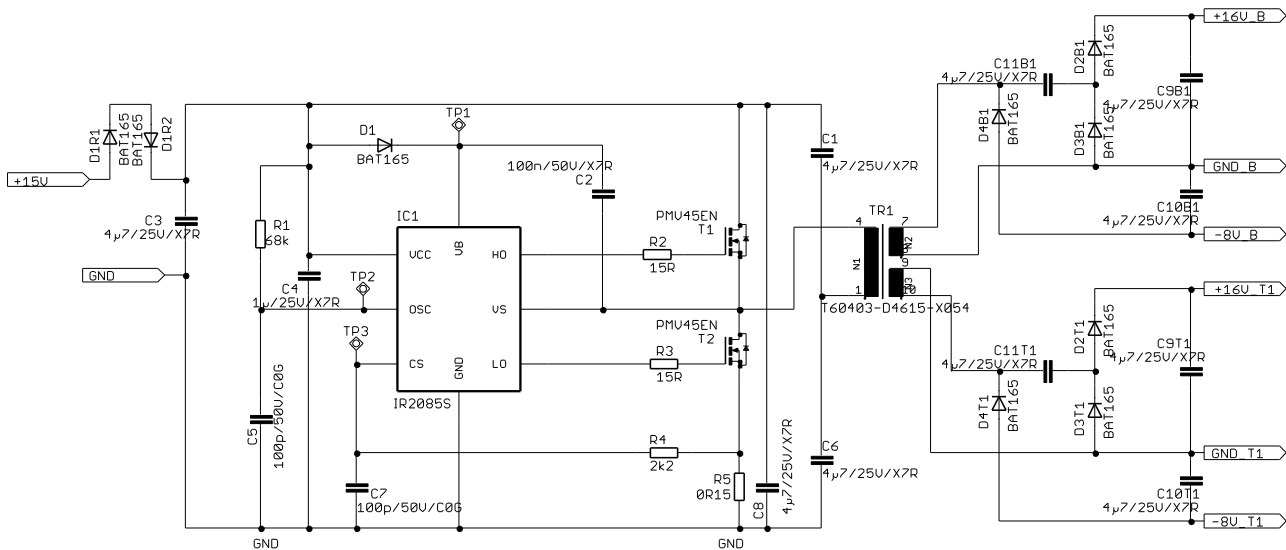 +16V_B
D2B1
BAT165
C11B1
4µ7/25V/X7R
C9B1
4µ7/25V/X7R
D4B1
BAT165
D3B1
BAT165
GND_B
C10B1
4µ7/25V/X7R
-8V_B
D1R1
BAT165
BAT165
D1R2
+15V
GND
C3
4µ7/25V/X7R
D1
BAT165
TP1
100n/50V/X7R
C2
C1
4µ7/25V/X7R
R1
68k
IC1
VCC
VB
HO
OSC
VS
CS
GND
LO
IR2085S
C4
1µ/25V/X7R
TP2
TP3
R2
15R
PMV45EN
T1
PMV45EN
T2
R3
15R
TR1
4
7
N1
N2
9
1
N3
10
T60403-D4615-X054
+16V_T1
D2T1
BAT165
C11T1
4µ7/25V/X7R
C9T1
4µ7/25V/X7R
D4T1
BAT165
D3T1
BAT165
GND_T1
C10T1
4µ7/25V/X7R
-8V_T1
C5
100p/50V/C0G
C7
100p/50V/C0G
R4
2k2
R5
0R15
C8
4µ7/25V/X7R
C6
4µ7/25V/X7R
GND
GND